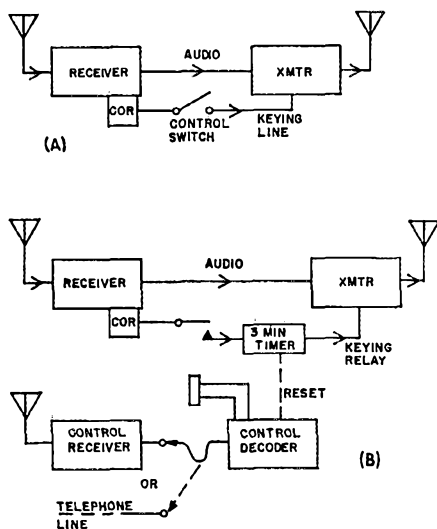 AUDIO
RECEIVER
XMTR
COR
CONTROL
SWITCH
KEYING
LINE
(A)
AUDIO
RECEIVER
XMTR
COR
3 MIN
TIMER
KEYING
RELAY
RESET
CONTROL
RECEIVER
CONTROL
DECODER
(B)
OR
TELEPHONE
LINE